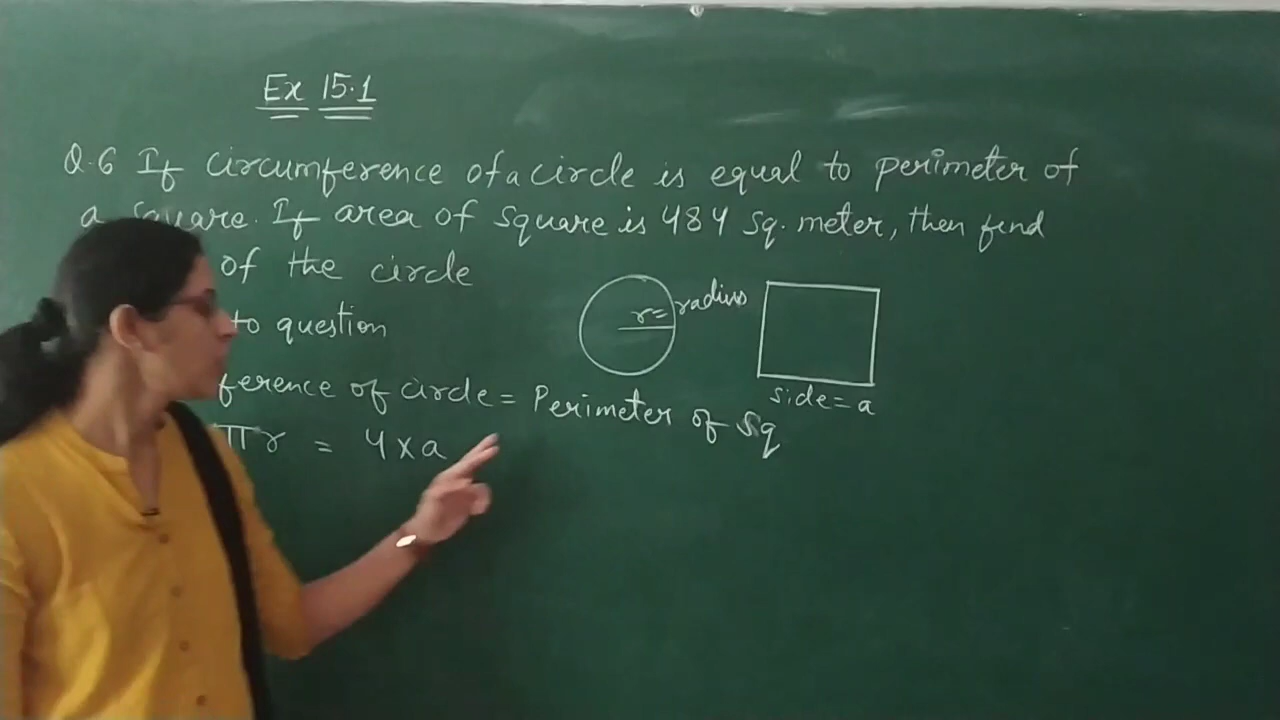 Ex 15.1
Q.6 If circumference of a circle is equal to perimeter of
a square. If area of square is 484 sq. meter, then find
of the circle
to question
r = radius
side = a
ference of circle = Perimeter of sq
πr = 4 × a